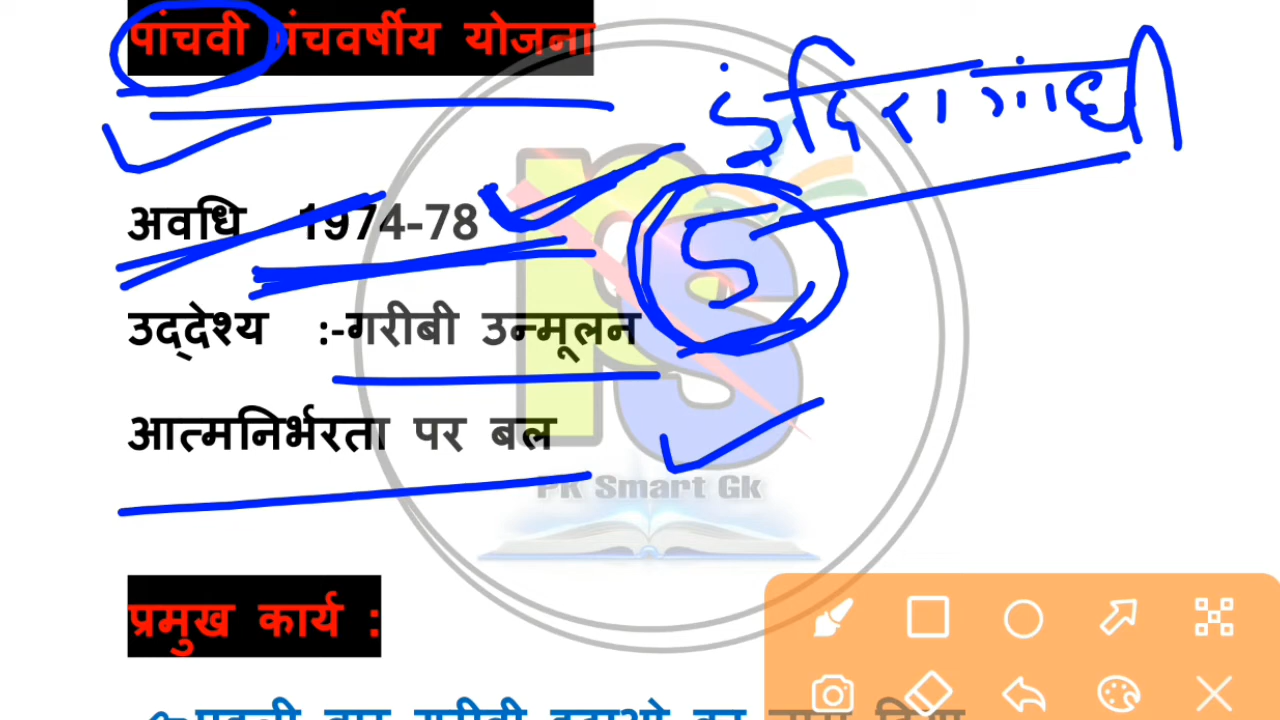 पांचवी पंचवर्षीय योजना
इंदिरा गांधी
अवधि 1974-78
5
उद्देश्य :-गरीबी उन्मूलन
आत्मनिर्भरता पर बल
PK Smart Gk
प्रमुख कार्य :